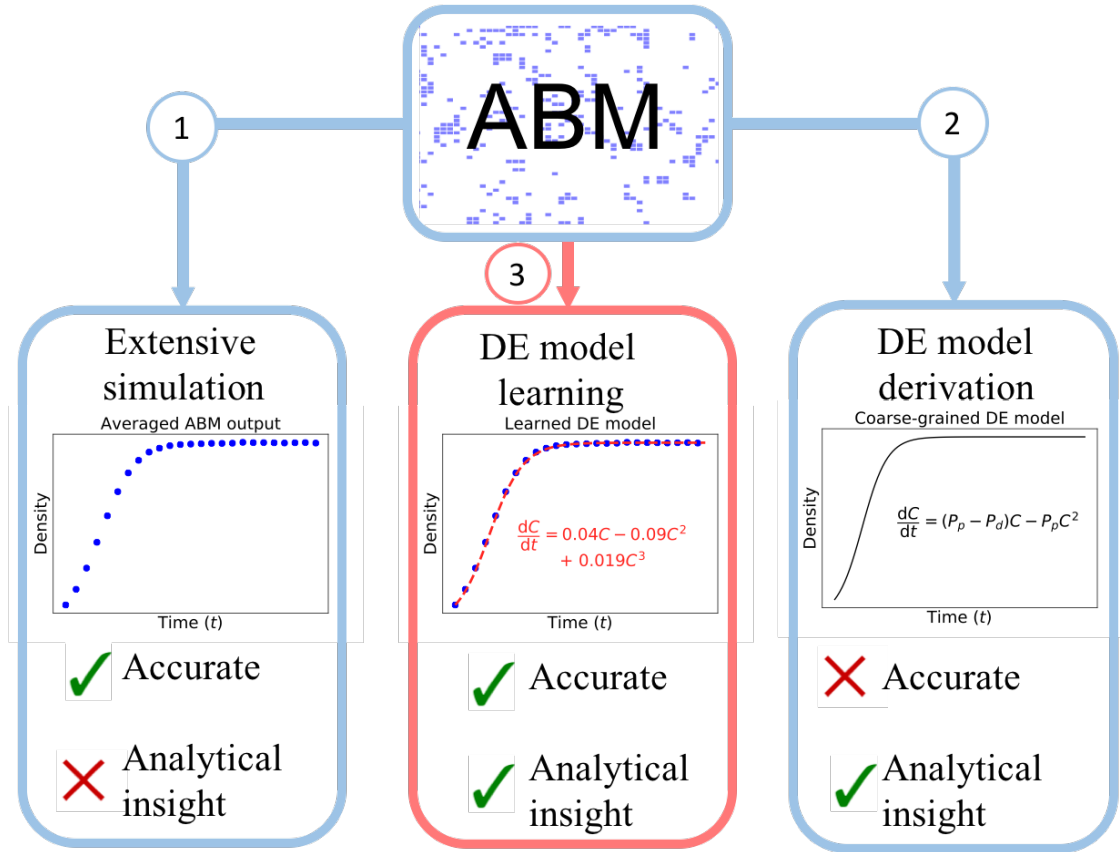 ABM
1
2
3
Extensive
simulation
Averaged ABM output
Density
Time (t)
Accurate
Analytical
insight
DE model
learning
Learned DE model
Density
dC/dt = 0.04C − 0.09C²
+ 0.019C³
Time (t)
Accurate
Analytical
insight
DE model
derivation
Coarse-grained DE model
Density
dC/dt = (Pₚ − P_d)C − PₚC²
Time (t)
Accurate
Analytical
insight